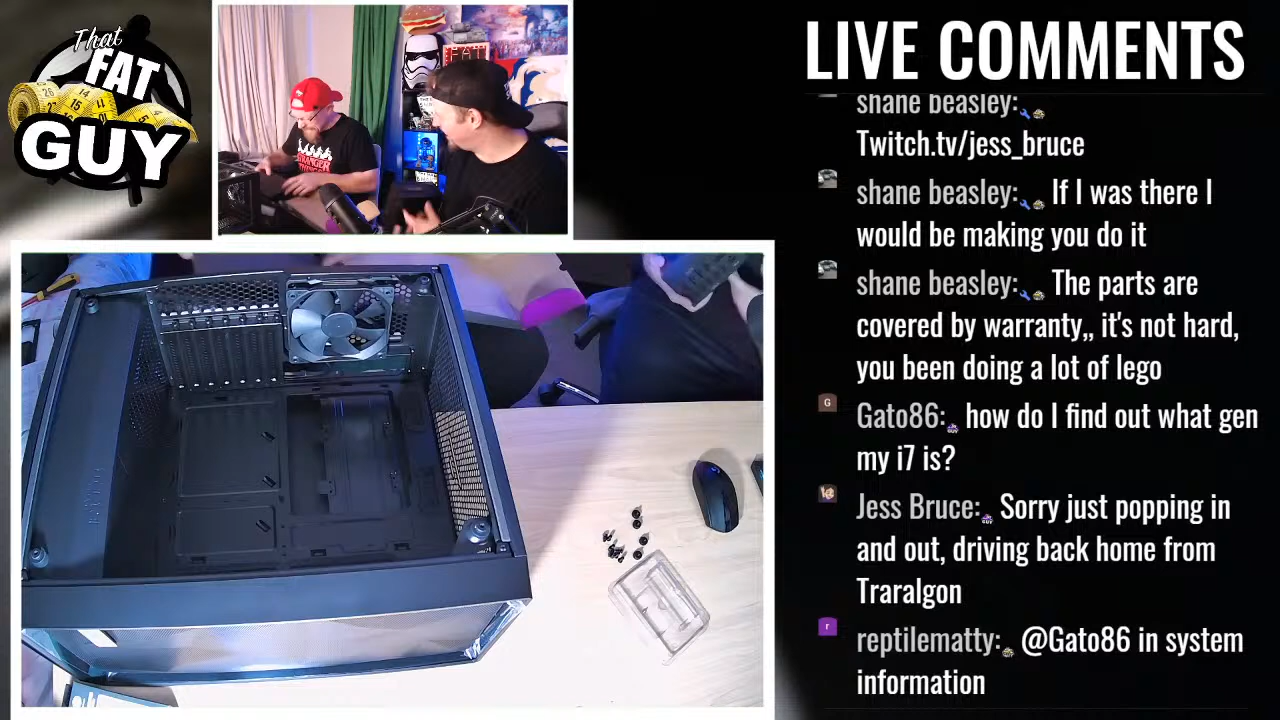 That
FAT
GUY
LIVE COMMENTS
shane beasley:
Twitch.tv/jess_bruce
shane beasley: If I was there I
would be making you do it
shane beasley: The parts are
covered by warranty,, it's not hard,
you been doing a lot of lego
Gato86: how do I find out what gen
my i7 is?
Jess Bruce: Sorry just popping in
and out, driving back home from
Traralgon
reptilematty: @Gato86 in system
information
STRANGER
THINGS